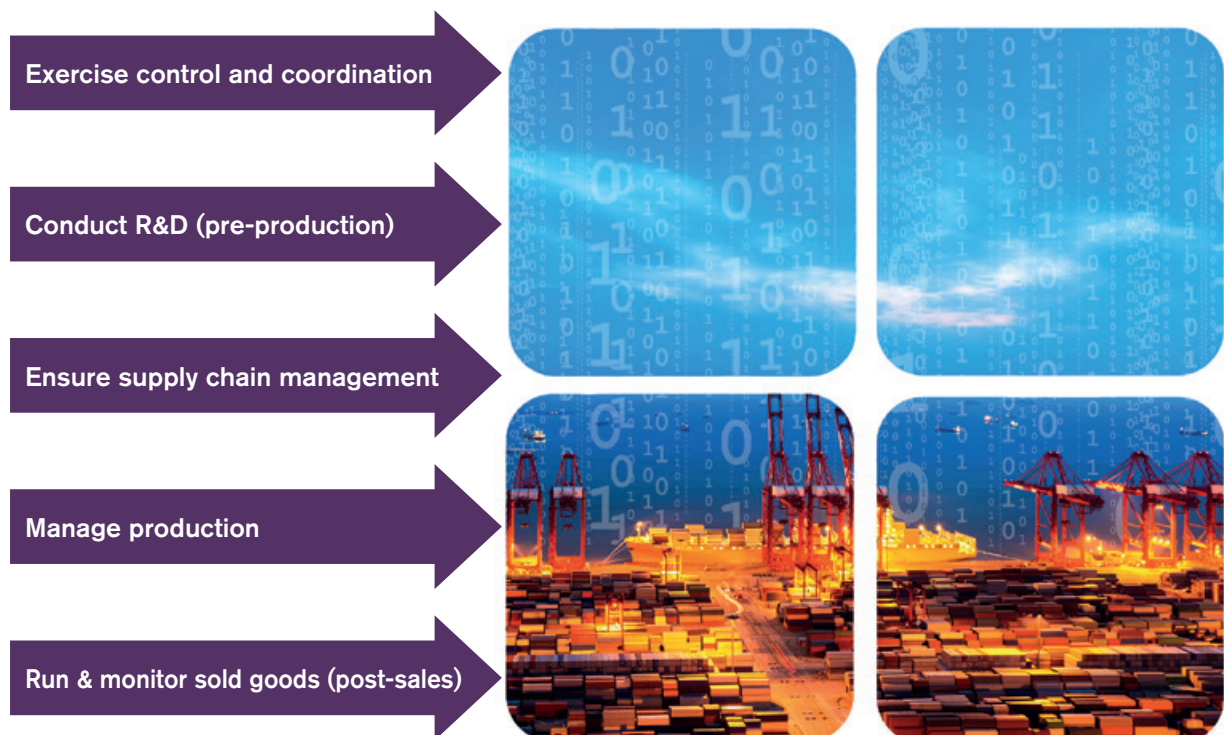 Exercise control and coordination
Conduct R&D (pre-production)
Ensure supply chain management
Manage production
Run & monitor sold goods (post-sales)